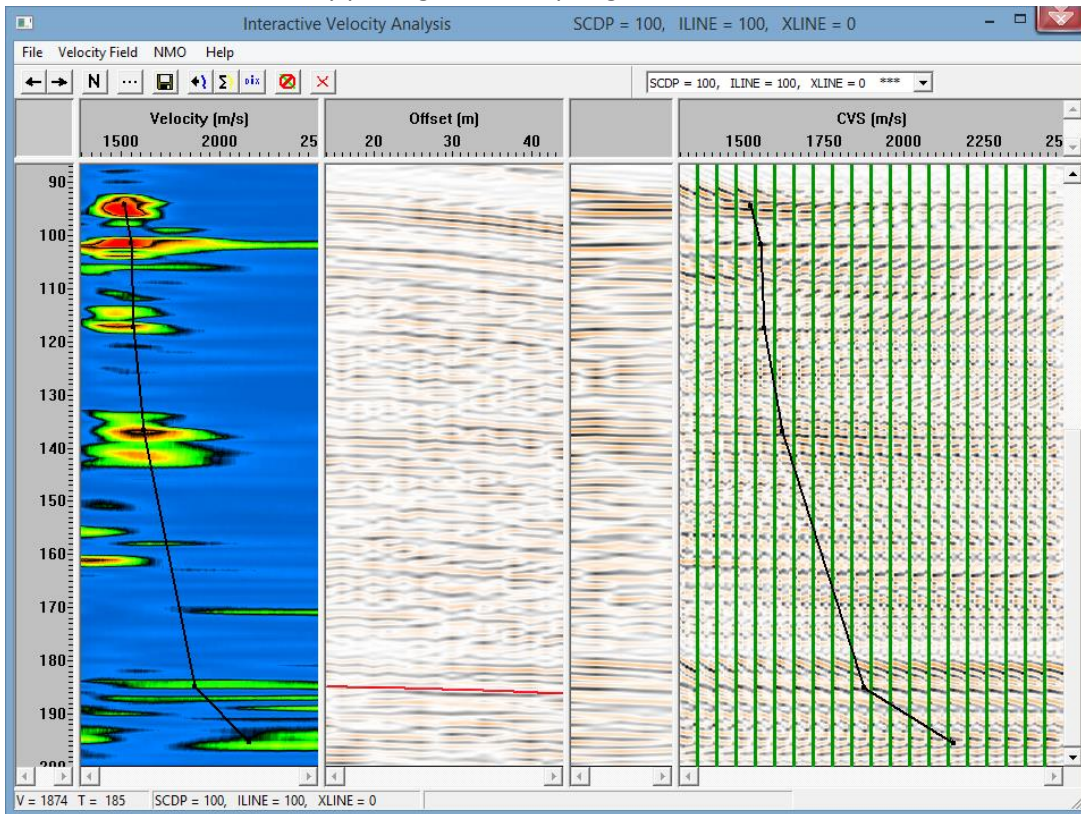 Interactive Velocity Analysis SCDP = 100, ILINE = 100, XLINE = 0
File Velocity Field NMO Help
N ... Σ DIX SCDP = 100, ILINE = 100, XLINE = 0 ***
Velocity (m/s) Offset (m) CVS (m/s)
1500 2000 25 20 30 40 1500 1750 2000 2250 25
90
100
110
120
130
140
150
160
170
180
190
200
V = 1874 T = 185 SCDP = 100, ILINE = 100, XLINE = 0